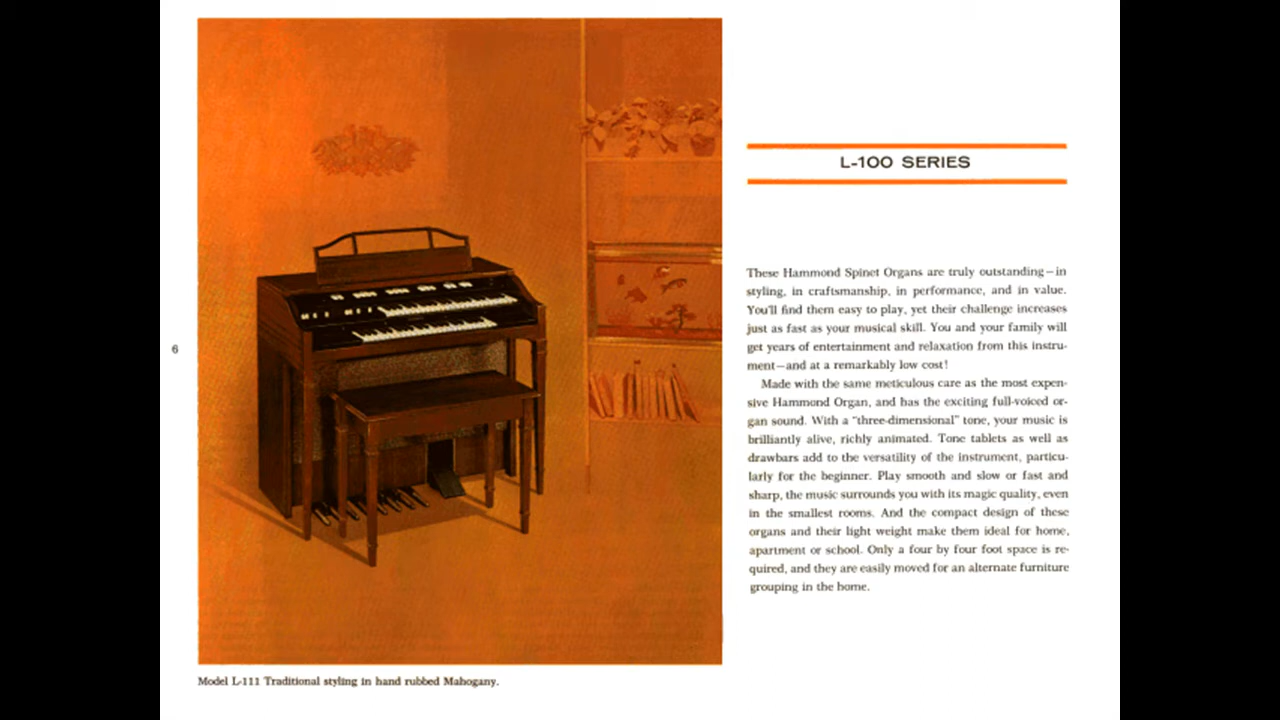 L-100 SERIES
These Hammond Spinet Organs are truly outstanding—in
styling, in craftsmanship, in performance, and in value.
You'll find them easy to play, yet their challenge increases
just as fast as your musical skill. You and your family will
get years of entertainment and relaxation from this instru-
ment—and at a remarkably low cost!
Made with the same meticulous care as the most expen-
sive Hammond Organ, and has the exciting full-voiced or-
gan sound. With a "three-dimensional" tone, your music is
brilliantly alive, richly animated. Tone tablets as well as
drawbars add to the versatility of the instrument, particu-
larly for the beginner. Play smooth and slow or fast and
sharp, the music surrounds you with its magic quality, even
in the smallest rooms. And the compact design of these
organs and their light weight make them ideal for home,
apartment or school. Only a four by four foot space is re-
quired, and they are easily moved for an alternate furniture
grouping in the home.
6
Model L-111 Traditional styling in hand rubbed Mahogany.